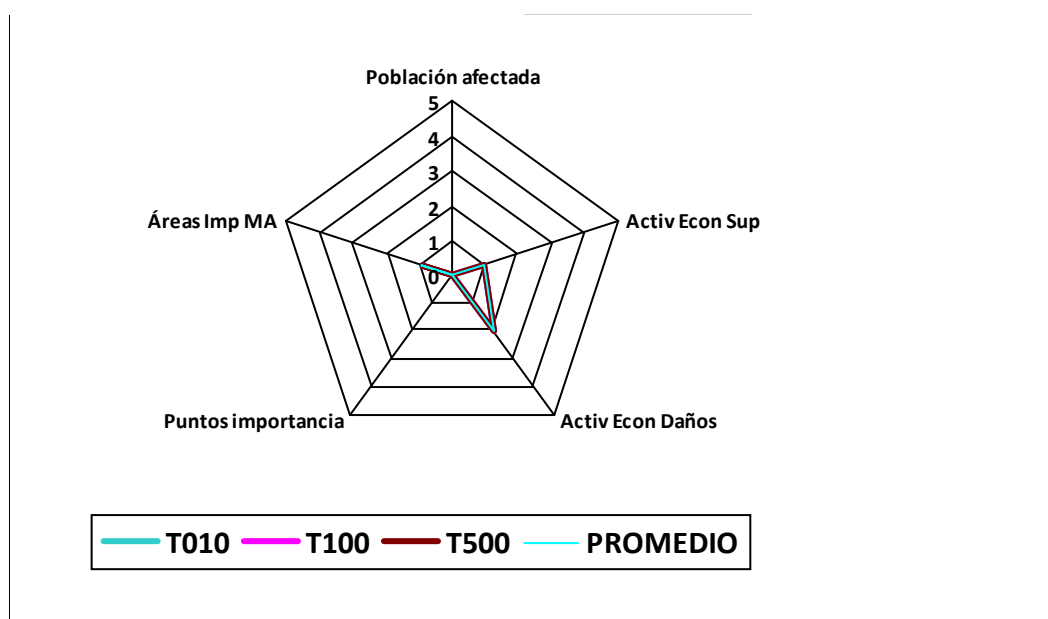 Población afectada
5
4
3
2
1
0
Áreas Imp MA
Activ Econ Sup
Puntos importancia
Activ Econ Daños
T010 T100 T500 PROMEDIO